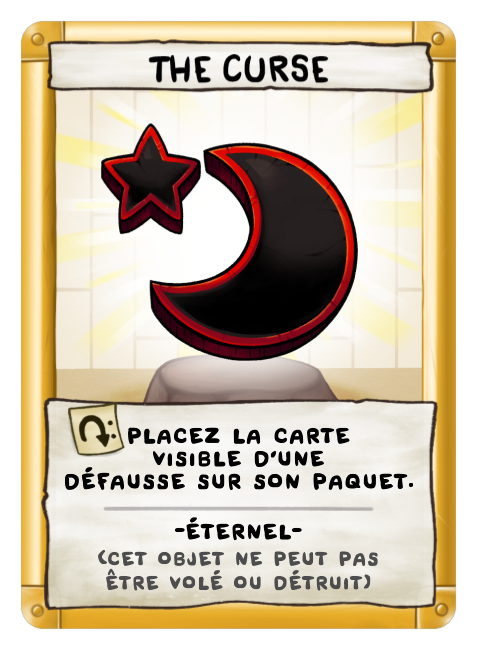 THE CURSE
PLACEZ LA CARTE
VISIBLE D'UNE
DÉFAUSSE SUR SON PAQUET.
-ÉTERNEL-
(CET OBJET NE PEUT PAS
ÊTRE VOLÉ OU DÉTRUIT)